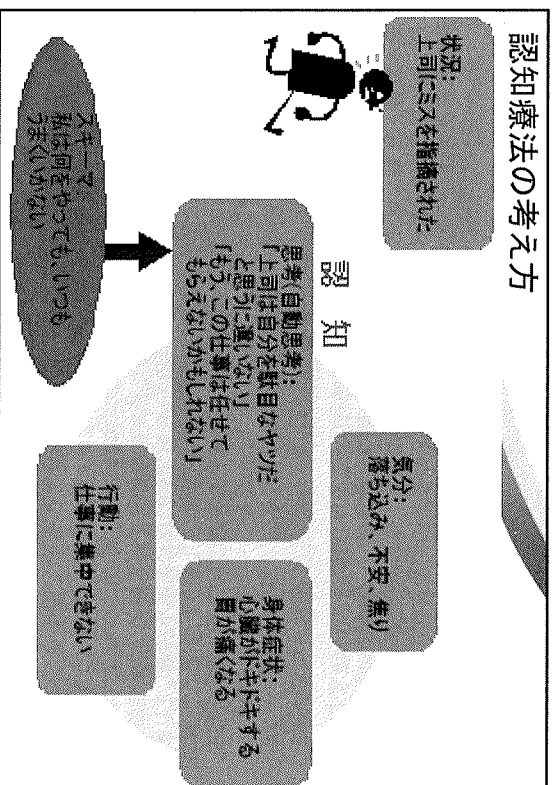 認知療法の考え方
状況:
上司にミスを指摘された
認 知
思考(自動思考):
「上司は自分を駄目なヤツだ
と思うに違いない」
「もう、この仕事は任せて
もらえないかもしれない」
気分:
落ち込み、不安、焦り
身体症状:
心臓がドキドキする
胃が痛くなる
行動:
仕事に集中できない
スキーマ
私は何をやっても、いつも
うまくいかない